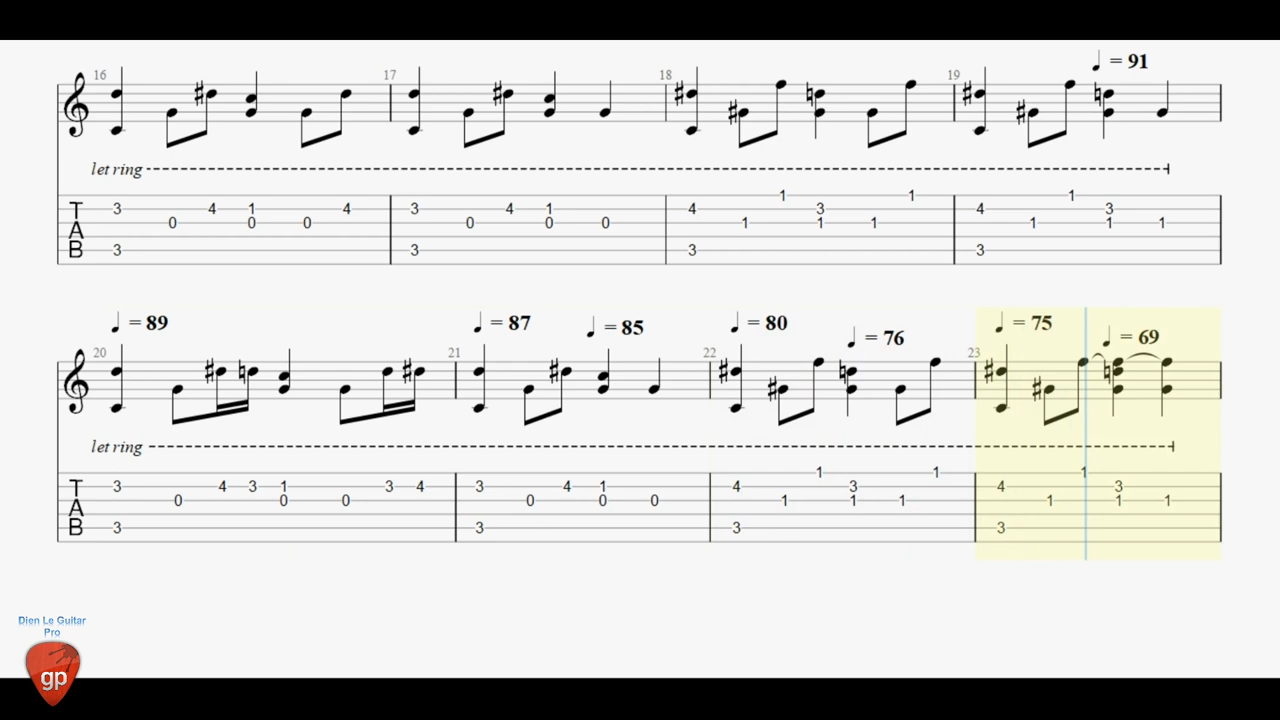 16 17 18 19
♩ = 91
let ring
T 3 0 4 1 0 0 4 3 0 4 1 0 0 4 1 1 3 1 1 1 4 1 1 3 1 1
A
B 3 3 3 3
♩ = 89 ♩ = 87 ♩ = 85 ♩ = 80 ♩ = 76 ♩ = 75 ♩ = 69
20 21 22 23
let ring
T 3 0 4 3 1 0 0 3 4 3 0 4 1 0 0 4 1 1 3 1 1 1 4 1 1 3 1 1
A
B 3 3 3 3
Dien Le Guitar
Pro
gp